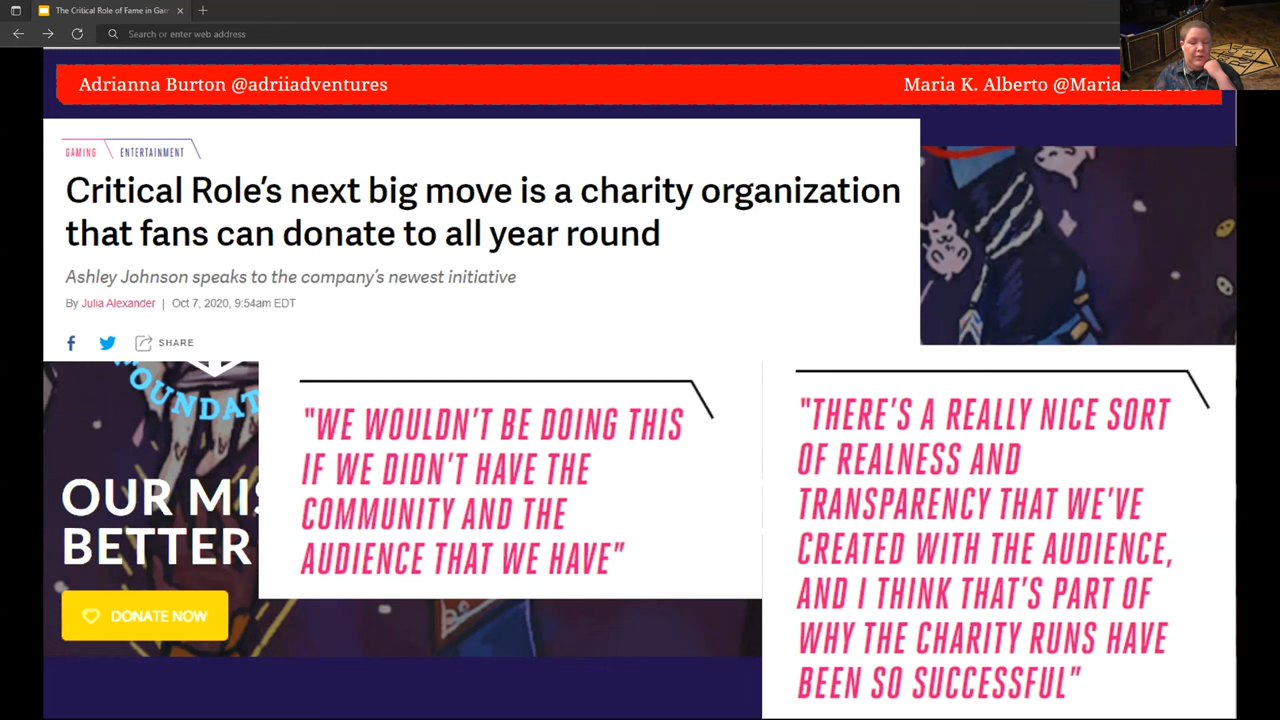 The Critical Role of Fame in Gam
Search or enter web address
Adrianna Burton @adriiadventures
Maria K. Alberto @Maria
GAMING
ENTERTAINMENT
Critical Role's next big move is a charity organization
that fans can donate to all year round
Ashley Johnson speaks to the company's newest initiative
By Julia Alexander | Oct 7, 2020, 9:54am EDT
SHARE
OUNDAT
OUR MIS
BETTER
DONATE NOW
"WE WOULDN'T BE DOING THIS
IF WE DIDN'T HAVE THE
COMMUNITY AND THE
AUDIENCE THAT WE HAVE"
"THERE'S A REALLY NICE SORT
OF REALNESS AND
TRANSPARENCY THAT WE'VE
CREATED WITH THE AUDIENCE,
AND I THINK THAT'S PART OF
WHY THE CHARITY RUNS HAVE
BEEN SO SUCCESSFUL"